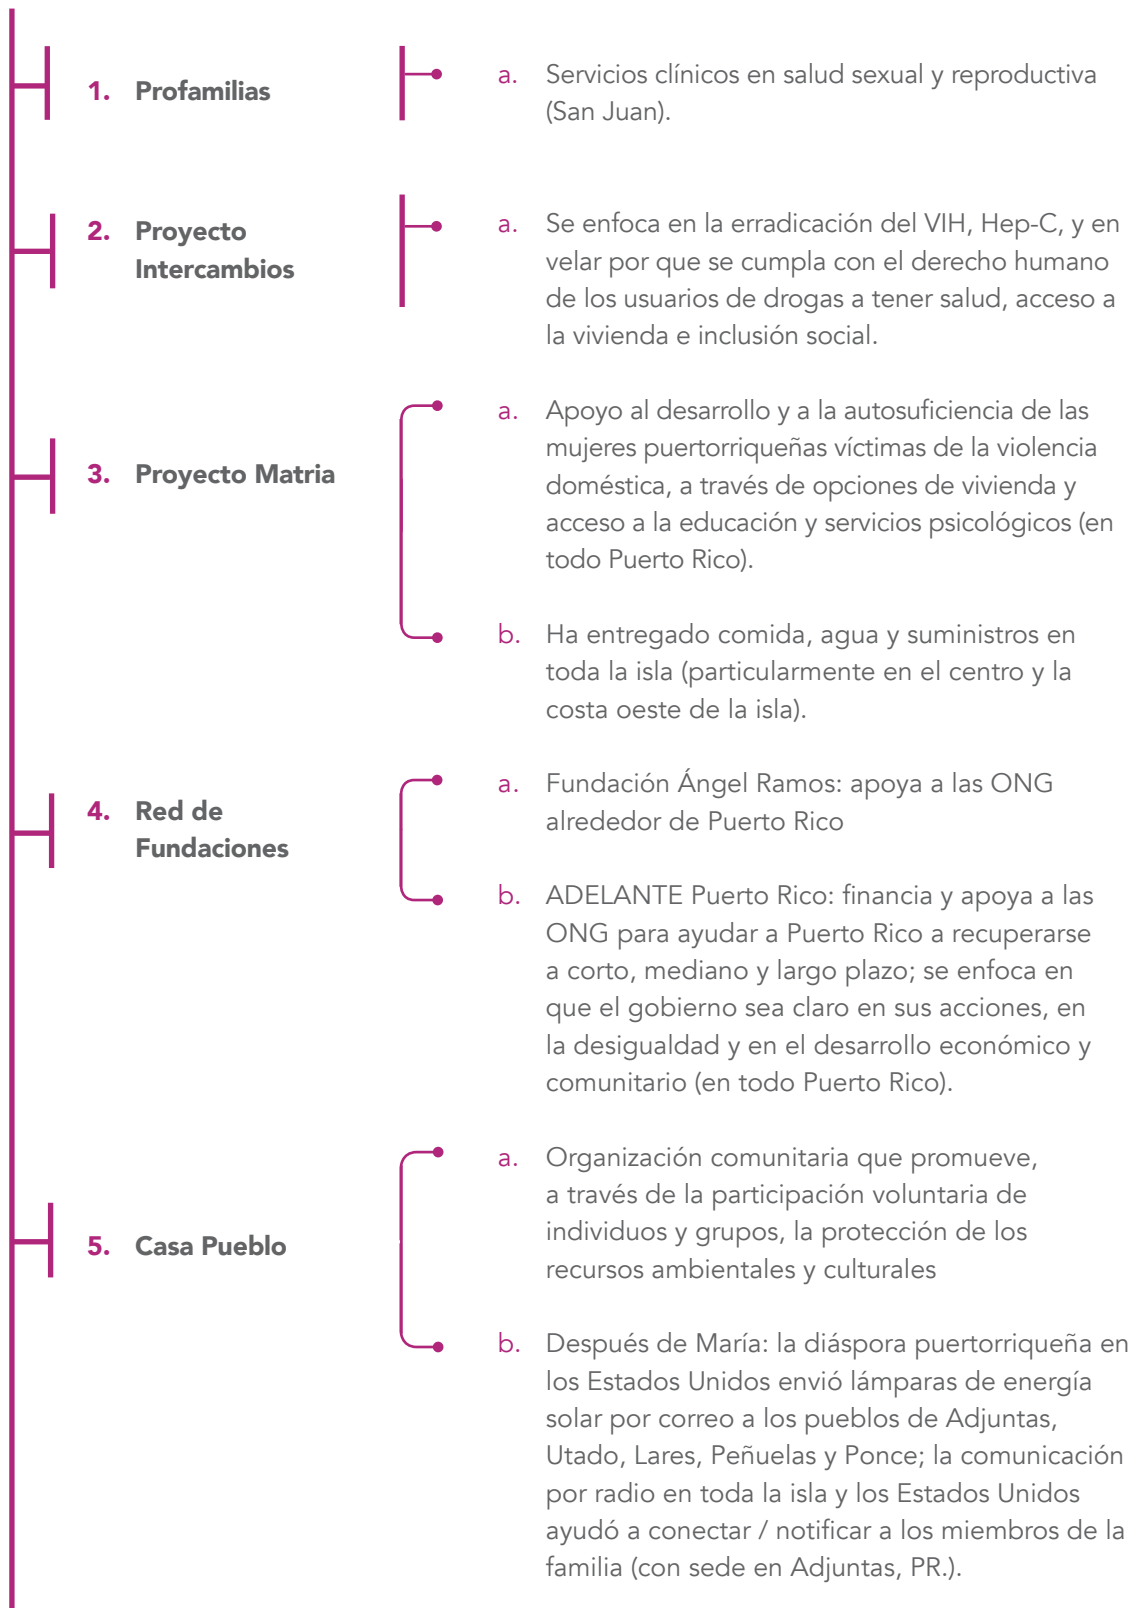 1. Profamilias
a. Servicios clínicos en salud sexual y reproductiva
(San Juan).
2. Proyecto
Intercambios
a. Se enfoca en la erradicación del VIH, Hep-C, y en
velar por que se cumpla con el derecho humano
de los usuarios de drogas a tener salud, acceso a
la vivienda e inclusión social.
3. Proyecto Matria
a. Apoyo al desarrollo y a la autosuficiencia de las
mujeres puertorriqueñas víctimas de la violencia
doméstica, a través de opciones de vivienda y
acceso a la educación y servicios psicológicos (en
todo Puerto Rico).
b. Ha entregado comida, agua y suministros en
toda la isla (particularmente en el centro y la
costa oeste de la isla).
4. Red de
Fundaciones
a. Fundación Ángel Ramos: apoya a las ONG
alrededor de Puerto Rico
b. ADELANTE Puerto Rico: financia y apoya a las
ONG para ayudar a Puerto Rico a recuperarse
a corto, mediano y largo plazo; se enfoca en
que el gobierno sea claro en sus acciones, en
la desigualdad y en el desarrollo económico y
comunitario (en todo Puerto Rico).
5. Casa Pueblo
a. Organización comunitaria que promueve,
a través de la participación voluntaria de
individuos y grupos, la protección de los
recursos ambientales y culturales
b. Después de María: la diáspora puertorriqueña en
los Estados Unidos envió lámparas de energía
solar por correo a los pueblos de Adjuntas,
Utado, Lares, Peñuelas y Ponce; la comunicación
por radio en toda la isla y los Estados Unidos
ayudó a conectar / notificar a los miembros de la
familia (con sede en Adjuntas, PR.).